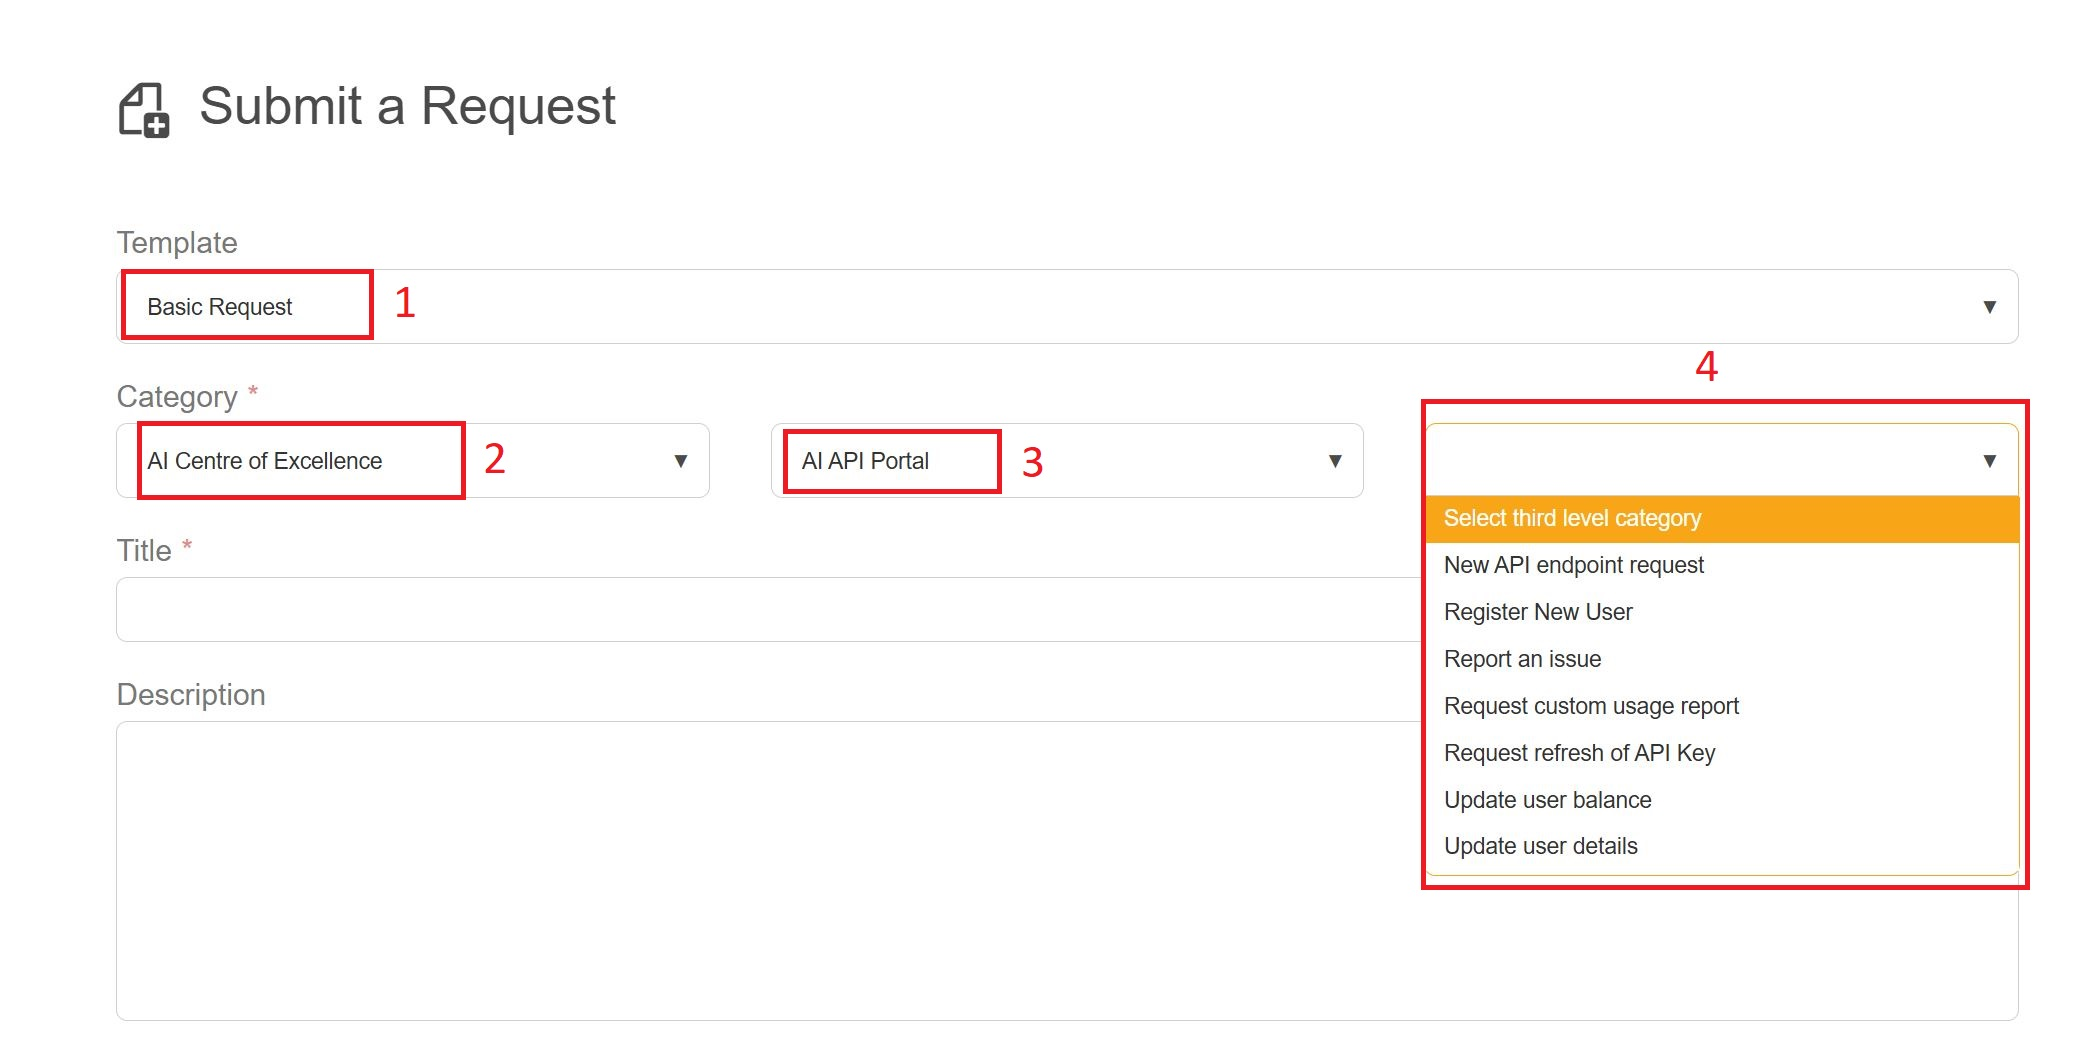 Submit a Request
Template
Basic Request
1
4
Category *
AI Centre of Excellence
2
AI API Portal
3
Select third level category
New API endpoint request
Register New User
Report an issue
Request custom usage report
Request refresh of API Key
Update user balance
Update user details
Title *
Description